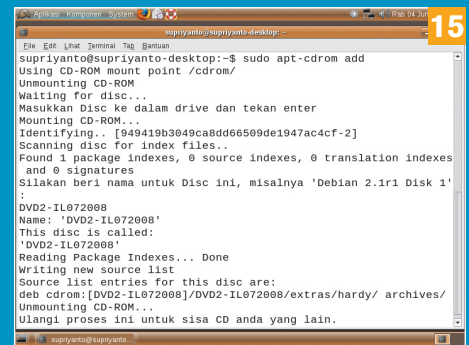 Aplikasi Komponen System
Rab 04 Jun
15
supriyanto@supriyanto-desktop: ~
File Edit Lihat Terminal Tab Bantuan
supriyanto@supriyanto-desktop:~$ sudo apt-cdrom add
Using CD-ROM mount point /cdrom/
Unmounting CD-ROM
Waiting for disc...
Masukkan Disc ke dalam drive dan tekan enter
Mounting CD-ROM...
Identifying.. [949419b3049ca8dd66509de1947ac4cf-2]
Scanning disc for index files..
Found 1 package indexes, 0 source indexes, 0 translation indexes
and 0 signatures
Silakan beri nama untuk Disc ini, misalnya 'Debian 2.1r1 Disk 1'
:
DVD2-IL072008
Name: 'DVD2-IL072008'
This disc is called:
'DVD2-IL072008'
Reading Package Indexes... Done
Writing new source list
Source list entries for this disc are:
deb cdrom:[DVD2-IL072008]/DVD2-IL072008/extras/hardy/ archives/
Unmounting CD-ROM...
Ulangi proses ini untuk sisa CD anda yang lain.
supriyanto@supriyanto...